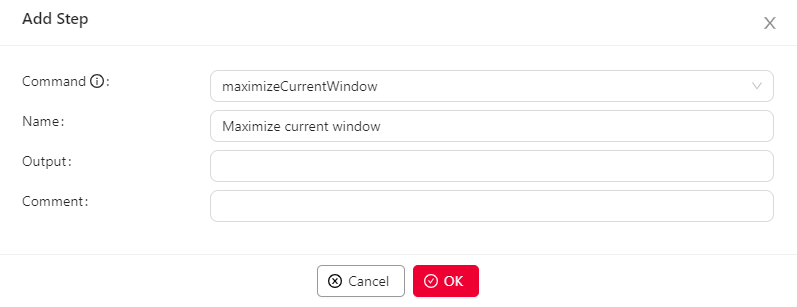 Add Step
Command :
maximizeCurrentWindow
Name:
Maximize current window
Output:
Comment:
Cancel
OK